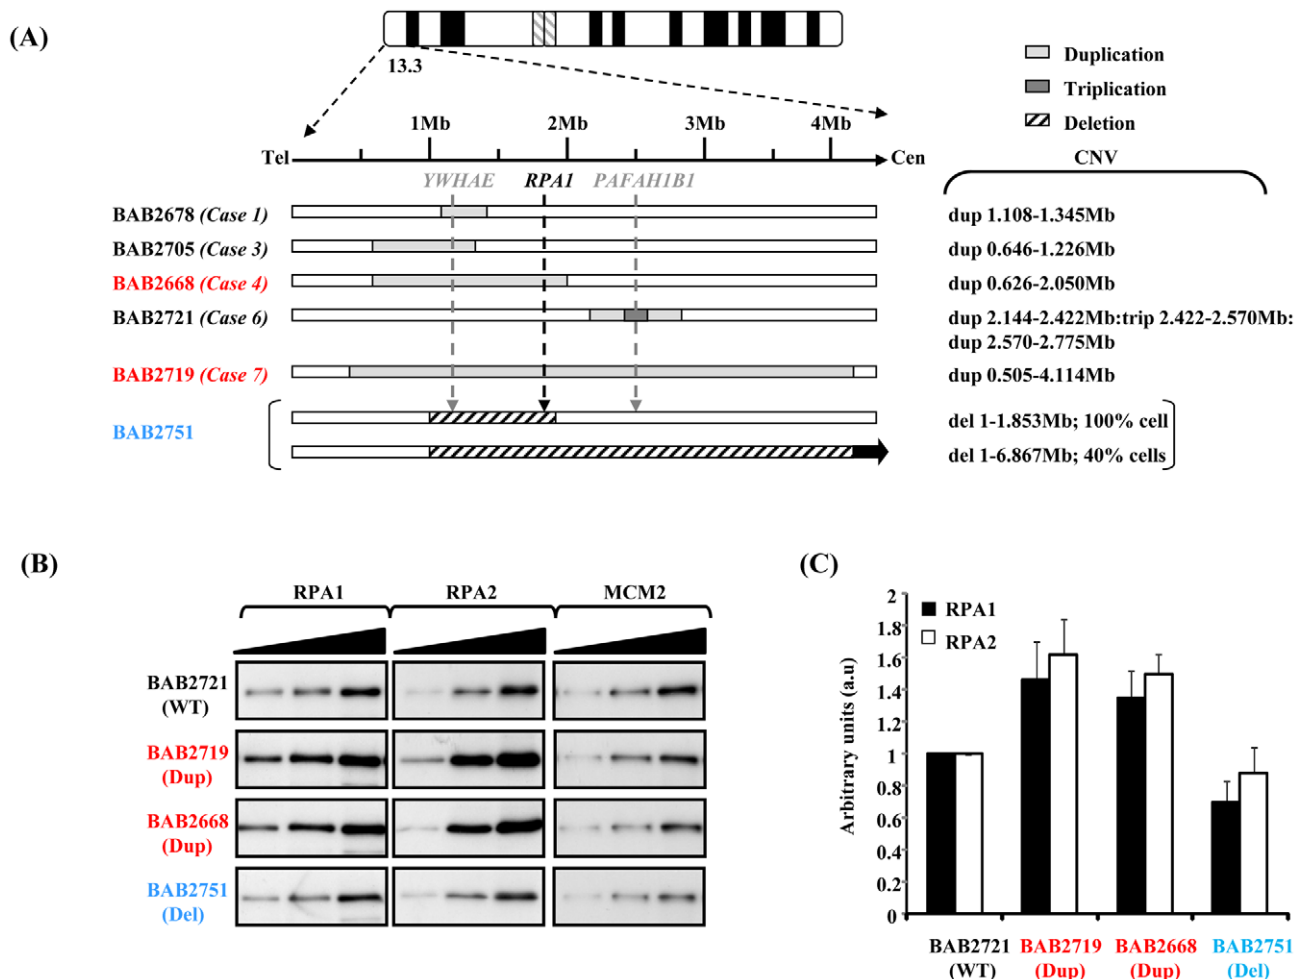 (A)
13.3
Duplication
Triplication
Deletion
1Mb 2Mb 3Mb 4Mb
Tel Cen
CNV
YWHAE RPA1 PAFAH1B1
BAB2678 (Case 1) dup 1.108-1.345Mb
BAB2705 (Case 3) dup 0.646-1.226Mb
BAB2668 (Case 4) dup 0.626-2.050Mb
BAB2721 (Case 6) dup 2.144-2.422Mb:trip 2.422-2.570Mb:
dup 2.570-2.775Mb
BAB2719 (Case 7) dup 0.505-4.114Mb
BAB2751
del 1-1.853Mb; 100% cell
del 1-6.867Mb; 40% cells
(B)
RPA1 RPA2 MCM2
BAB2721
(WT)
BAB2719
(Dup)
BAB2668
(Dup)
BAB2751
(Del)
(C)
RPA1
RPA2
Arbitrary units (a.u)
2
1.8
1.6
1.4
1.2
1
0.8
0.6
0.4
0.2
0
BAB2721 BAB2719 BAB2668 BAB2751
(WT) (Dup) (Dup) (Del)